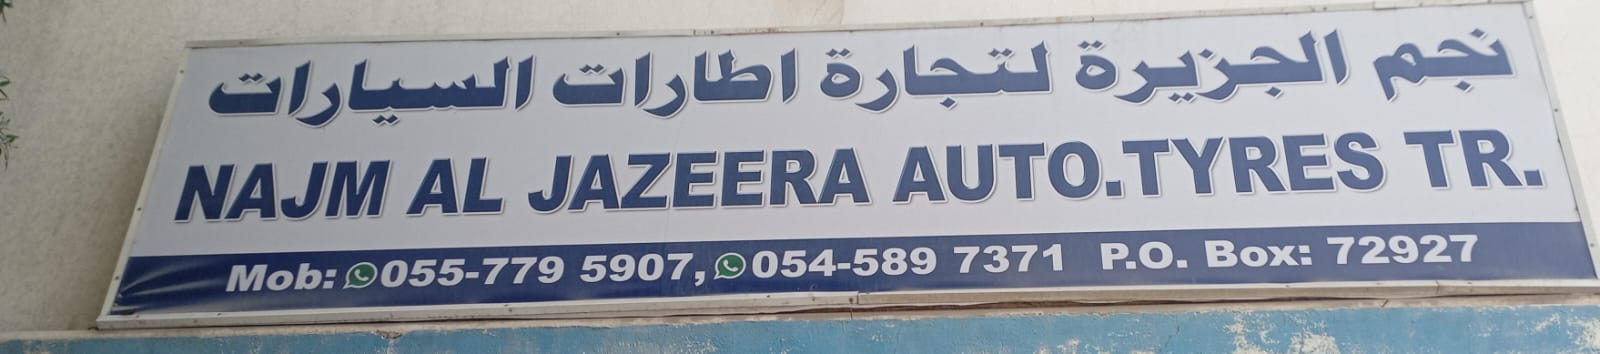 نجم الجزيرة لتجارة اطارات السيارات
NAJM AL JAZEERA AUTO.TYRES TR.
Mob: 055-779 5907, 054-589 7371 P.O. Box: 72927